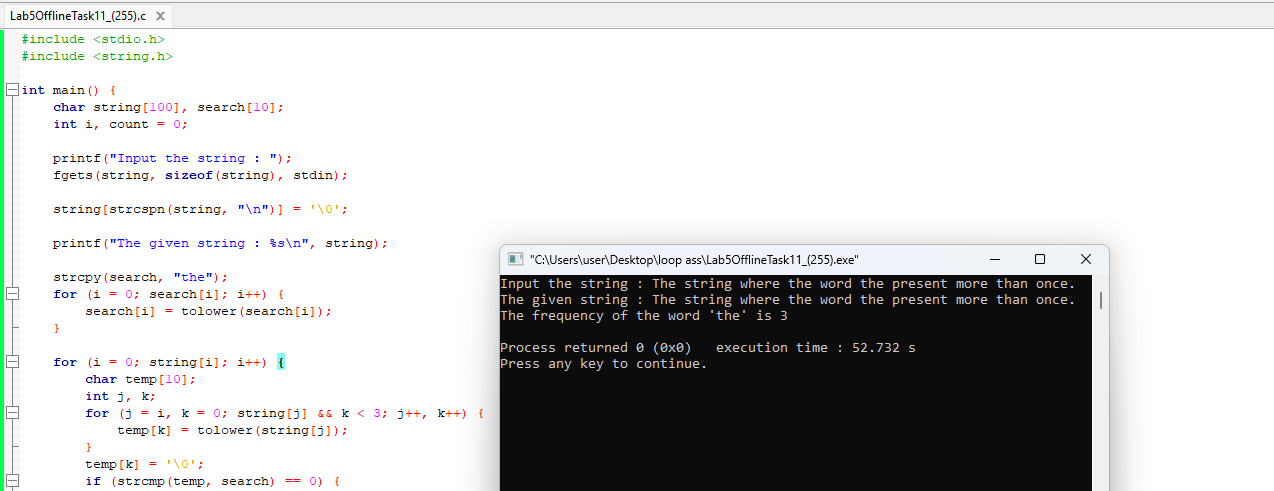 Lab5OfflineTask11_(255).c
#include <stdio.h>
#include <string.h>
int main() {
char string[100], search[10];
int i, count = 0;
printf("Input the string : ");
fgets(string, sizeof(string), stdin);
string[strcspn(string, "\n")] = '\0';
printf("The given string : %s\n", string);
strcpy(search, "the");
for (i = 0; search[i]; i++) {
search[i] = tolower(search[i]);
}
for (i = 0; string[i]; i++) {
char temp[10];
int j, k;
for (j = i, k = 0; string[j] && k < 3; j++, k++) {
temp[k] = tolower(string[j]);
}
temp[k] = '\0';
if (strcmp(temp, search) == 0) {
"C:\Users\user\Desktop\loop ass\Lab5OfflineTask11_(255).exe"
Input the string : The string where the word the present more than once.
The given string : The string where the word the present more than once.
The frequency of the word 'the' is 3
Process returned 0 (0x0)   execution time : 52.732 s
Press any key to continue.